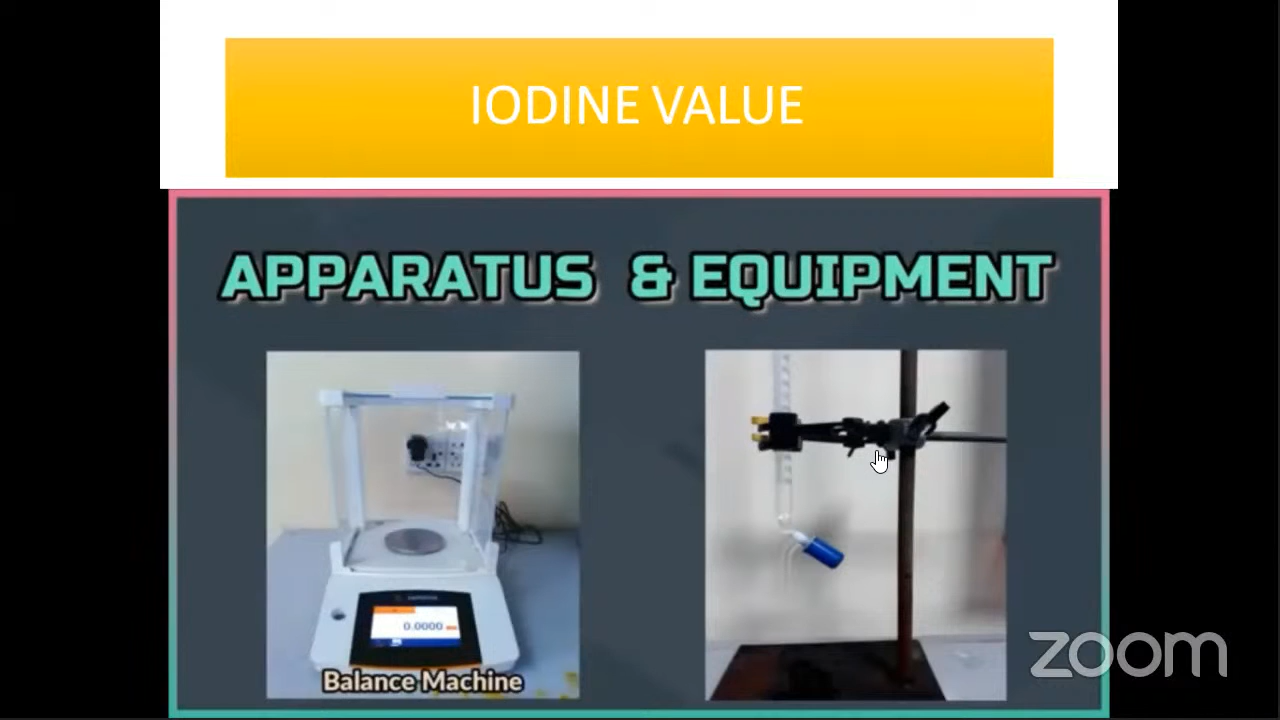 IODINE VALUE
APPARATUS & EQUIPMENT
0.0000
Balance Machine
zoom